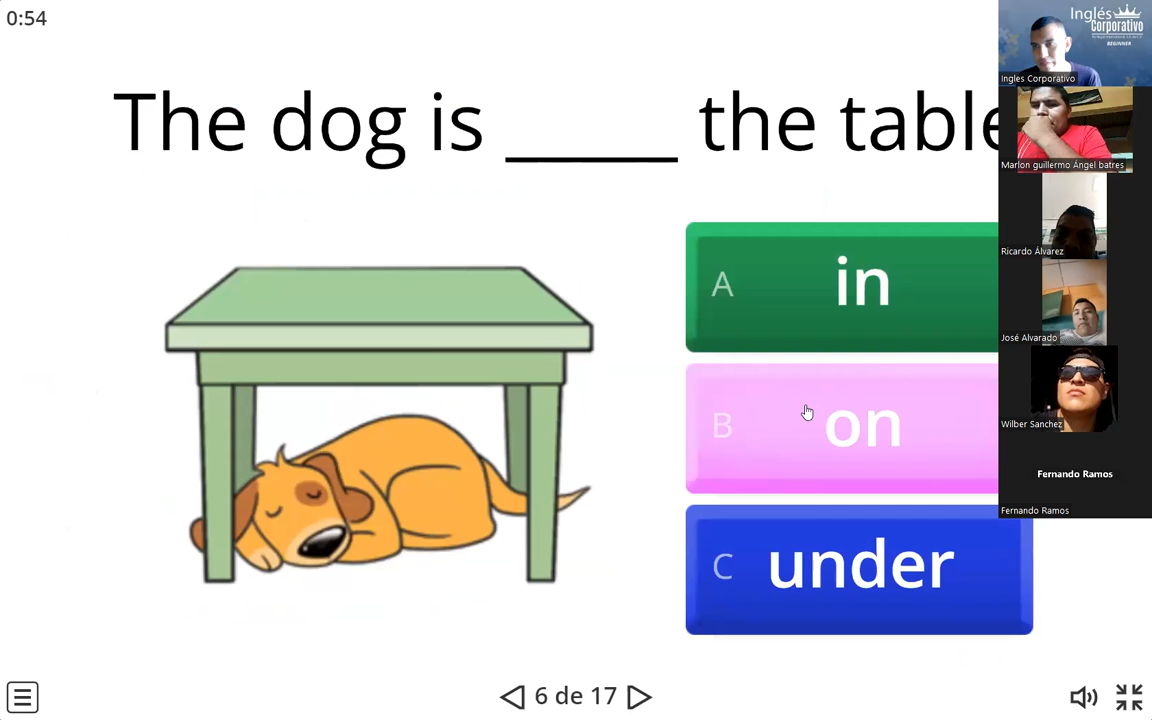 0:54
The dog is _____ the table
A in
B on
C under
6 de 17
Inglés
Corporativo
BEGINNER
Ingles Corporativo
Marlon guillermo Ángel batres
Ricardo Álvarez
José Alvarado
Wilber Sanchez
Fernando Ramos
Fernando Ramos